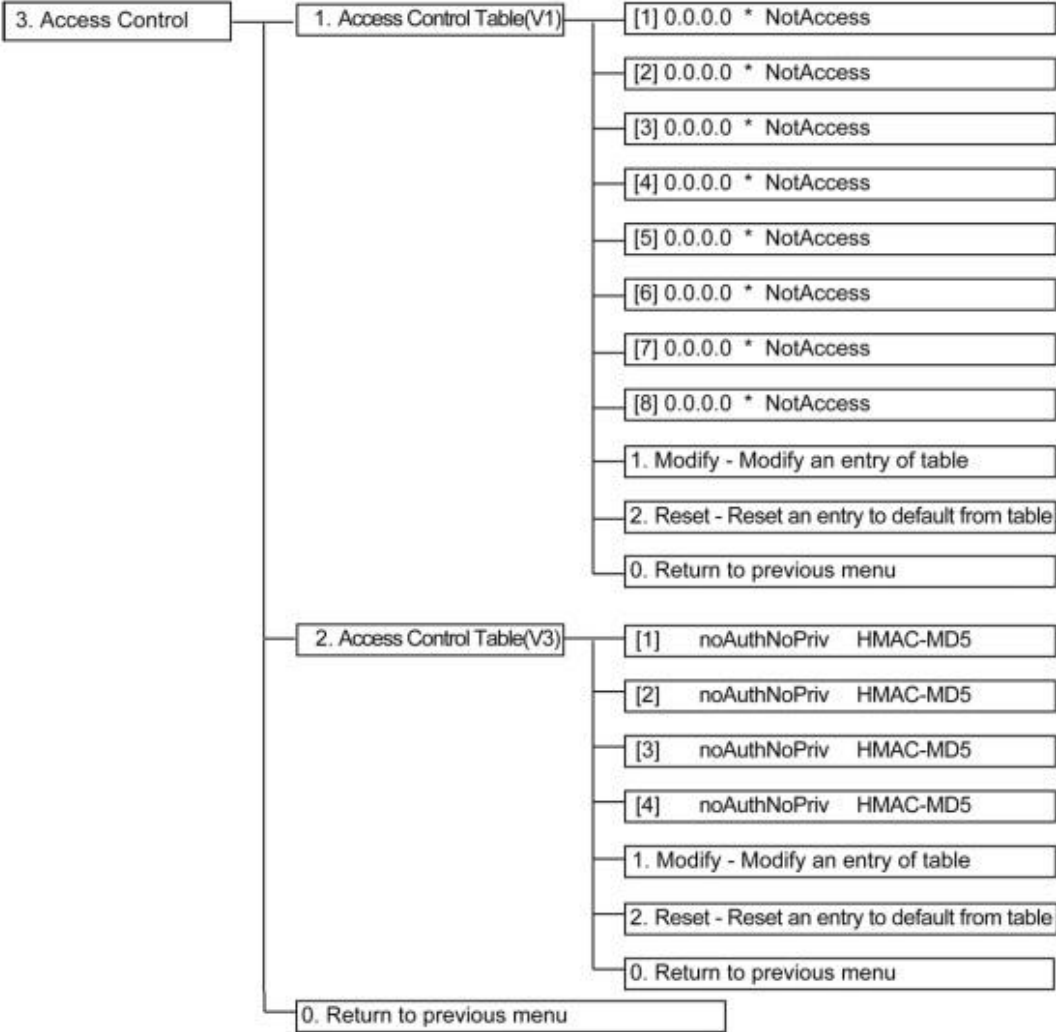 3. Access Control
1. Access Control Table(V1)
[1] 0.0.0.0 * NotAccess
[2] 0.0.0.0 * NotAccess
[3] 0.0.0.0 * NotAccess
[4] 0.0.0.0 * NotAccess
[5] 0.0.0.0 * NotAccess
[6] 0.0.0.0 * NotAccess
[7] 0.0.0.0 * NotAccess
[8] 0.0.0.0 * NotAccess
1. Modify - Modify an entry of table
2. Reset - Reset an entry to default from table
0. Return to previous menu
2. Access Control Table(V3)
[1] noAuthNoPriv HMAC-MD5
[2] noAuthNoPriv HMAC-MD5
[3] noAuthNoPriv HMAC-MD5
[4] noAuthNoPriv HMAC-MD5
1. Modify - Modify an entry of table
2. Reset - Reset an entry to default from table
0. Return to previous menu
0. Return to previous menu